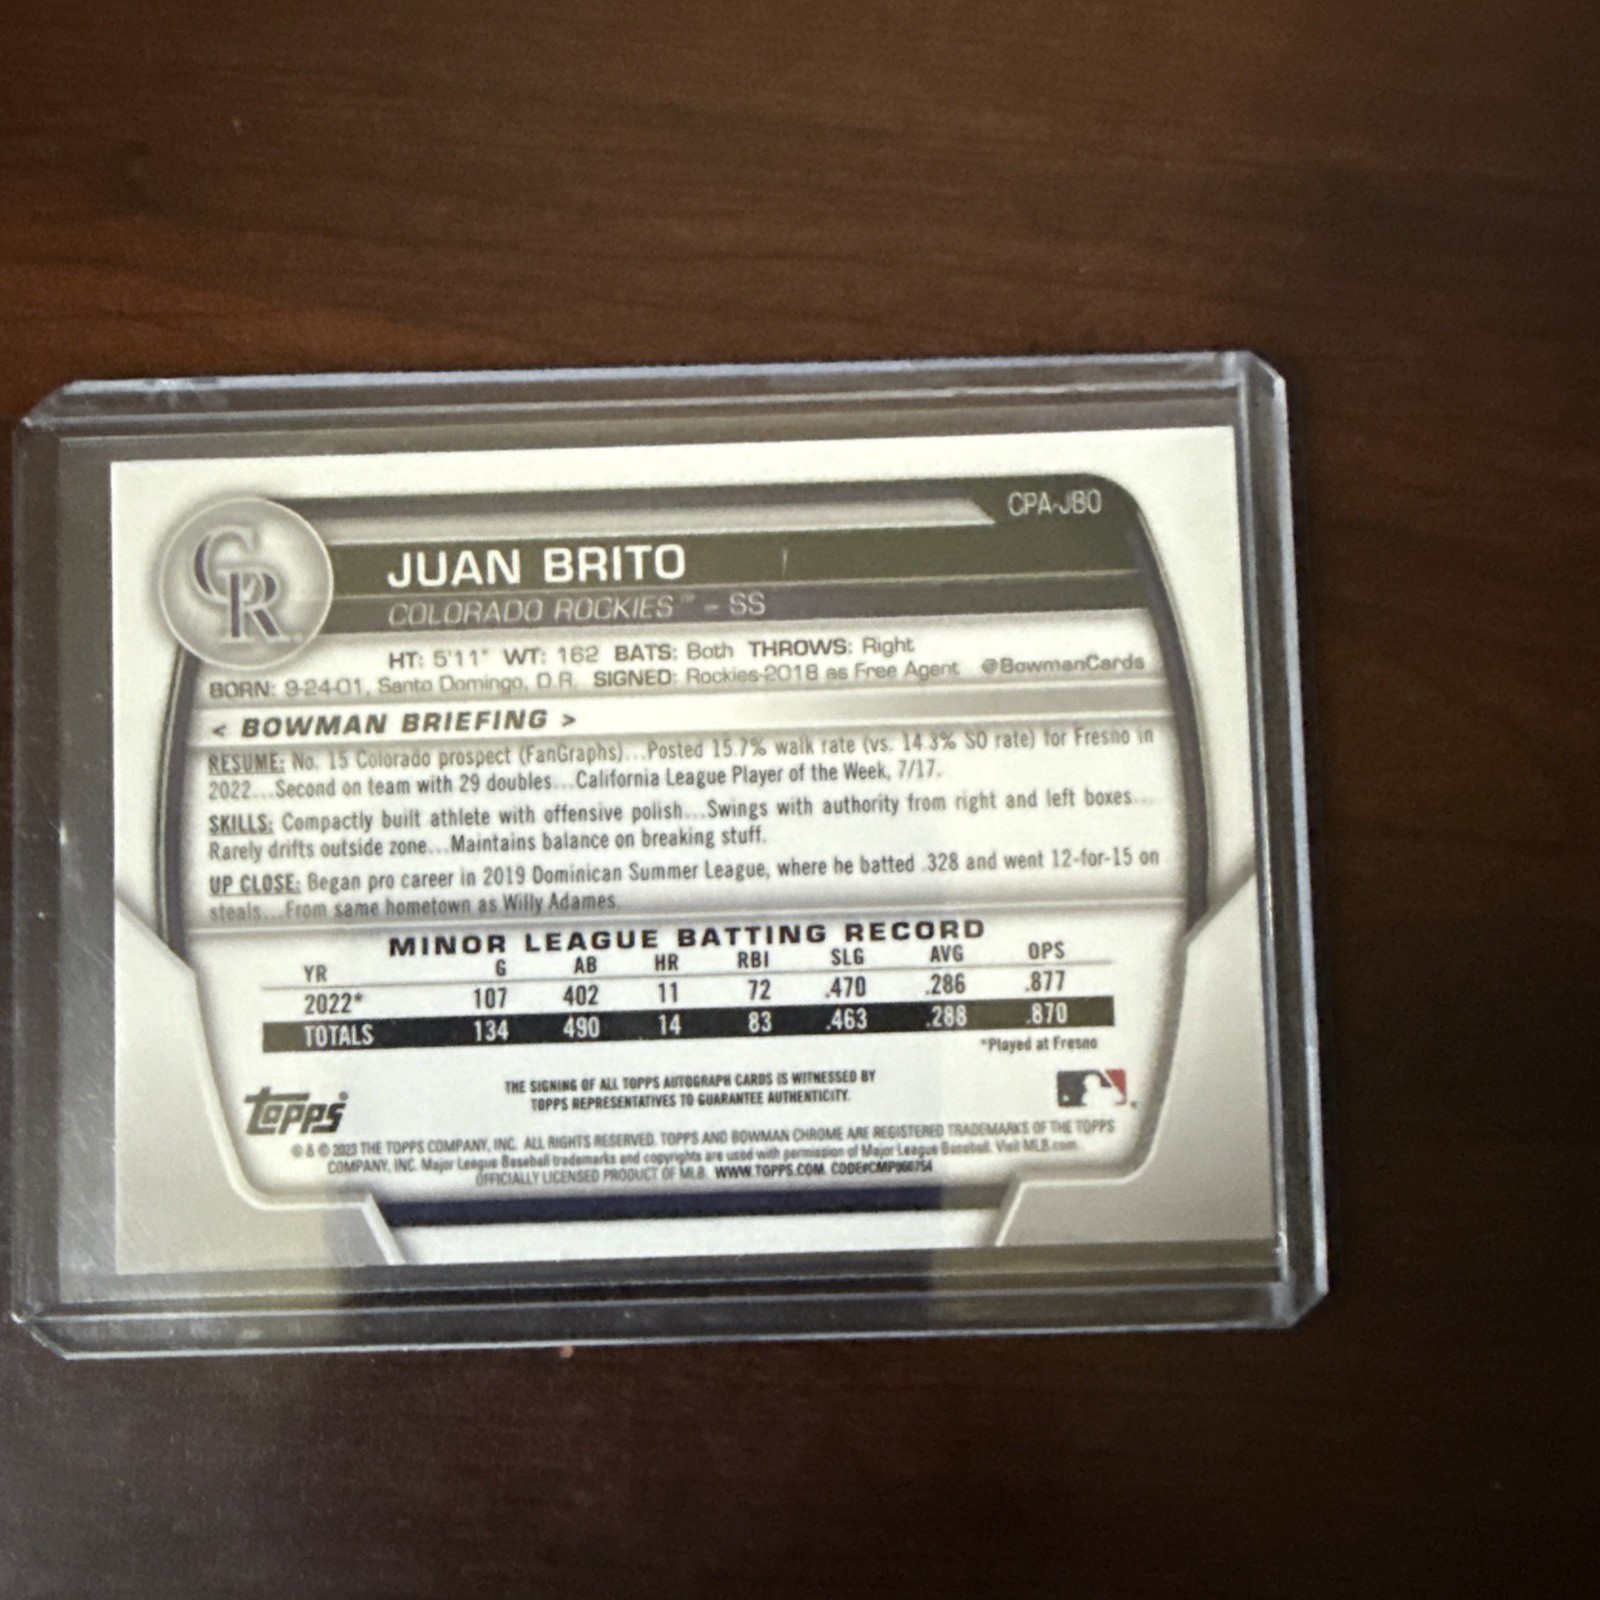 CPA-JBO
CR
JUAN BRITO
COLORADO ROCKIES™ - SS
HT: 5'11" WT: 162 BATS: Both THROWS: Right
BORN: 9-24-01, Santo Domingo, D.R. SIGNED: Rockies-2018 as Free Agent @BowmanCards
< BOWMAN BRIEFING >
RESUME: No. 15 Colorado prospect (FanGraphs)...Posted 15.7% walk rate (vs. 14.3% SO rate) for Fresno in
2022...Second on team with 29 doubles...California League Player of the Week, 7/17.
SKILLS: Compactly built athlete with offensive polish...Swings with authority from right and left boxes...
Rarely drifts outside zone...Maintains balance on breaking stuff.
UP CLOSE: Began pro career in 2019 Dominican Summer League, where he batted .328 and went 12-for-15 on
steals...From same hometown as Willy Adames.
MINOR LEAGUE BATTING RECORD
YR G AB HR RBI SLG AVG OPS
2022* 107 402 11 72 .470 .286 .877
TOTALS 134 490 14 83 .463 .288 .870
*Played at Fresno
THE SIGNING OF ALL TOPPS AUTOGRAPH CARDS IS WITNESSED BY
TOPPS REPRESENTATIVES TO GUARANTEE AUTHENTICITY.
topps
® & © 2023 THE TOPPS COMPANY, INC. ALL RIGHTS RESERVED. TOPPS AND BOWMAN CHROME ARE REGISTERED TRADEMARKS OF THE TOPPS
COMPANY, INC. Major League Baseball trademarks and copyrights are used with permission of Major League Baseball. Visit MLB.com.
OFFICIALLY LICENSED PRODUCT OF MLB. WWW.TOPPS.COM. CODE#CMP066754